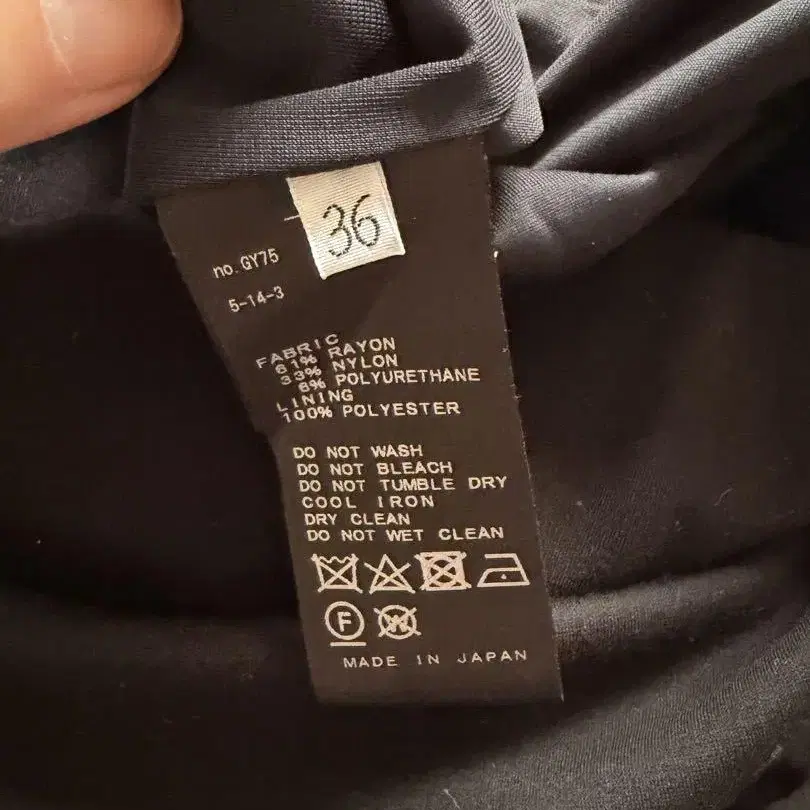 36
no.GY75
5-14-3
FABRIC
61% RAYON
33% NYLON
6% POLYURETHANE
LINING
100% POLYESTER
DO NOT WASH
DO NOT BLEACH
DO NOT TUMBLE DRY
COOL IRON
DRY CLEAN
DO NOT WET CLEAN
F W
MADE IN JAPAN